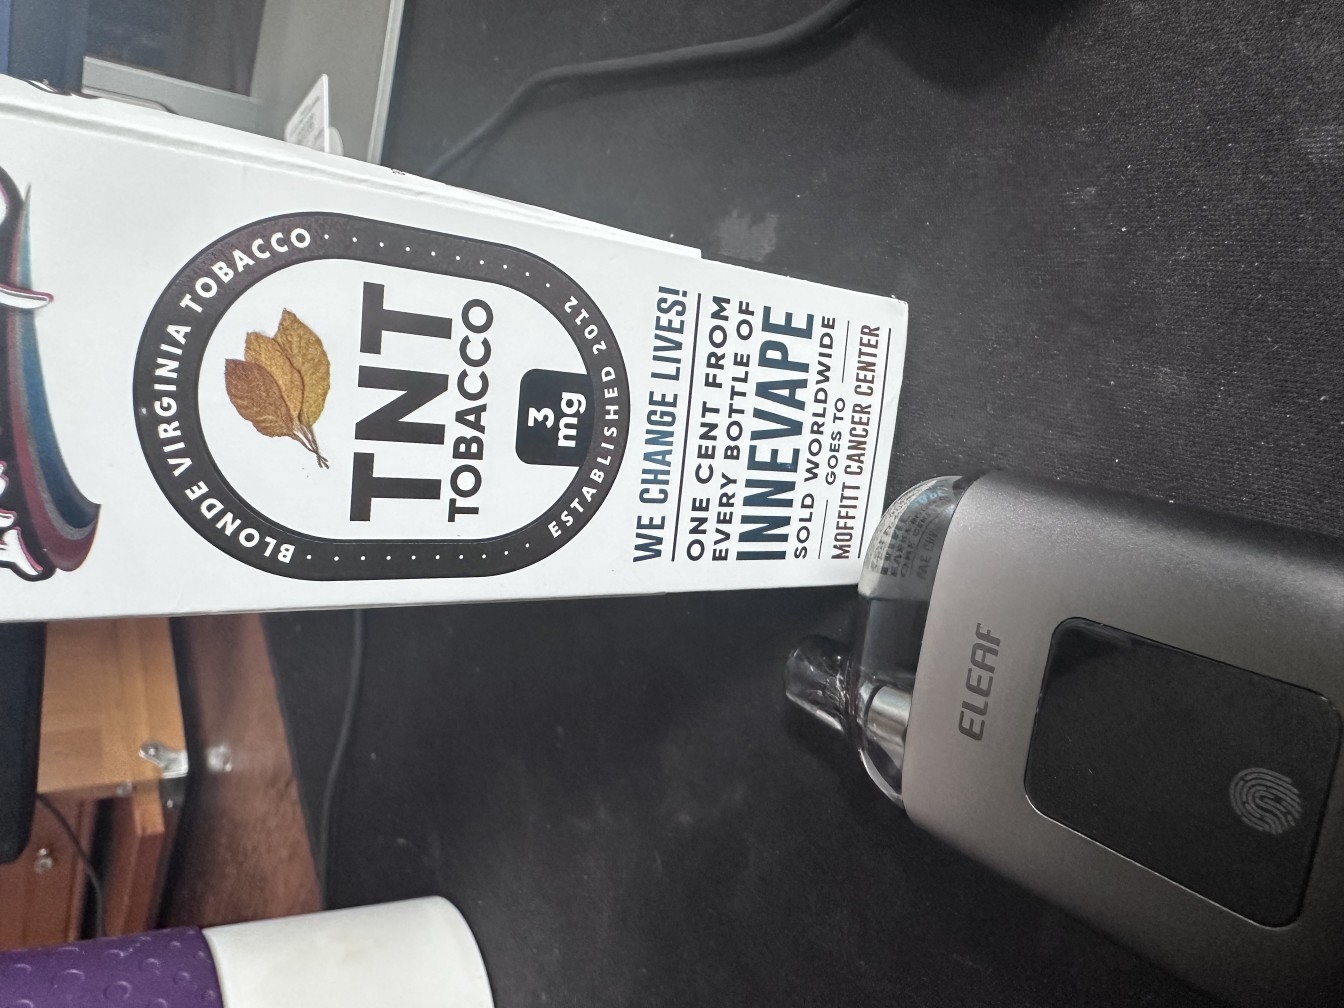 BLONDE VIRGINIA TOBACCO
TNT
TOBACCO
3
mg
ESTABLISHED 2012
WE CHANGE LIVES!
ONE CENT FROM
EVERY BOTTLE OF
INNEVAPE
SOLD WORLDWIDE
GOES TO
MOFFITT CANCER CENTER
ELEAF